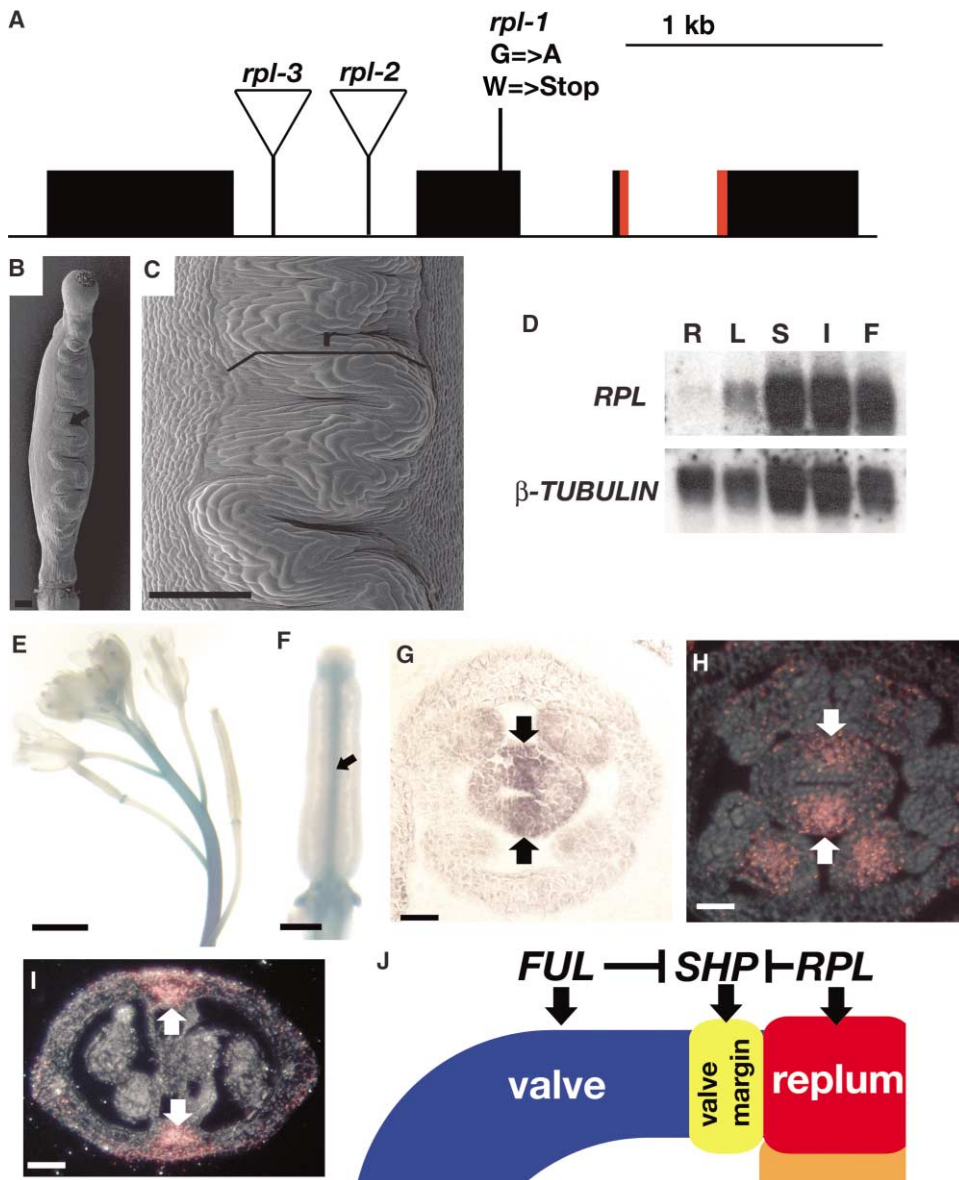 A
rpl-1
G=>A
W=>Stop
1 kb
rpl-3
rpl-2
B
C
r
D
R L S I F
RPL
β-TUBULIN
E
F
G
H
I
J
FUL SHP RPL
valve
valve
margin
replum